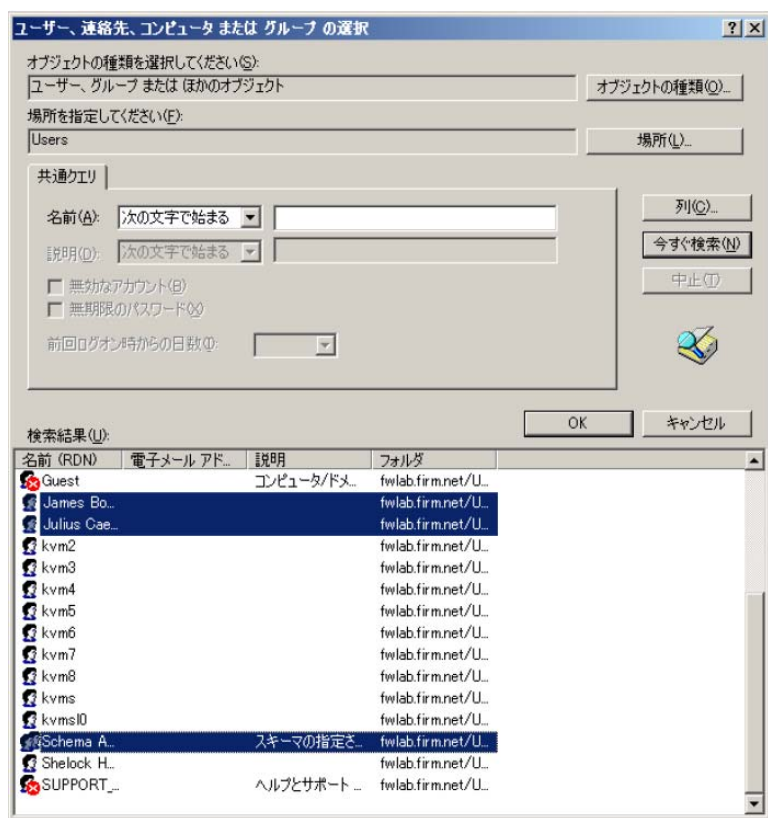 ユーザー、連絡先、コンピュータ または グループ の選択
オブジェクトの種類を選択してください(S):
ユーザー、グループ または ほかのオブジェクト
オブジェクトの種類(O)...
場所を指定してください(F):
Users
場所(L)...
共通クエリ
名前(A): 次の文字で始まる
列(C)...
説明(D): 次の文字で始まる
今すぐ検索(N)
無効なアカウント(B)
中止(T)
無期限のパスワード(X)
前回ログオン時からの日数(I):
OK
キャンセル
検索結果(U):
名前 (RDN) 電子メール アド... 説明 フォルダ
Guest コンピュータ/ドメ... fwlab.firm.net/U...
James Bo... fwlab.firm.net/U...
Julius Cae... fwlab.firm.net/U...
kvm2 fwlab.firm.net/U...
kvm3 fwlab.firm.net/U...
kvm4 fwlab.firm.net/U...
kvm5 fwlab.firm.net/U...
kvm6 fwlab.firm.net/U...
kvm7 fwlab.firm.net/U...
kvm8 fwlab.firm.net/U...
kvms fwlab.firm.net/U...
kvmsl0 fwlab.firm.net/U...
Schema A... スキーマの指定さ... fwlab.firm.net/U...
Shelock H... fwlab.firm.net/U...
SUPPORT_... ヘルプとサポート ... fwlab.firm.net/U...